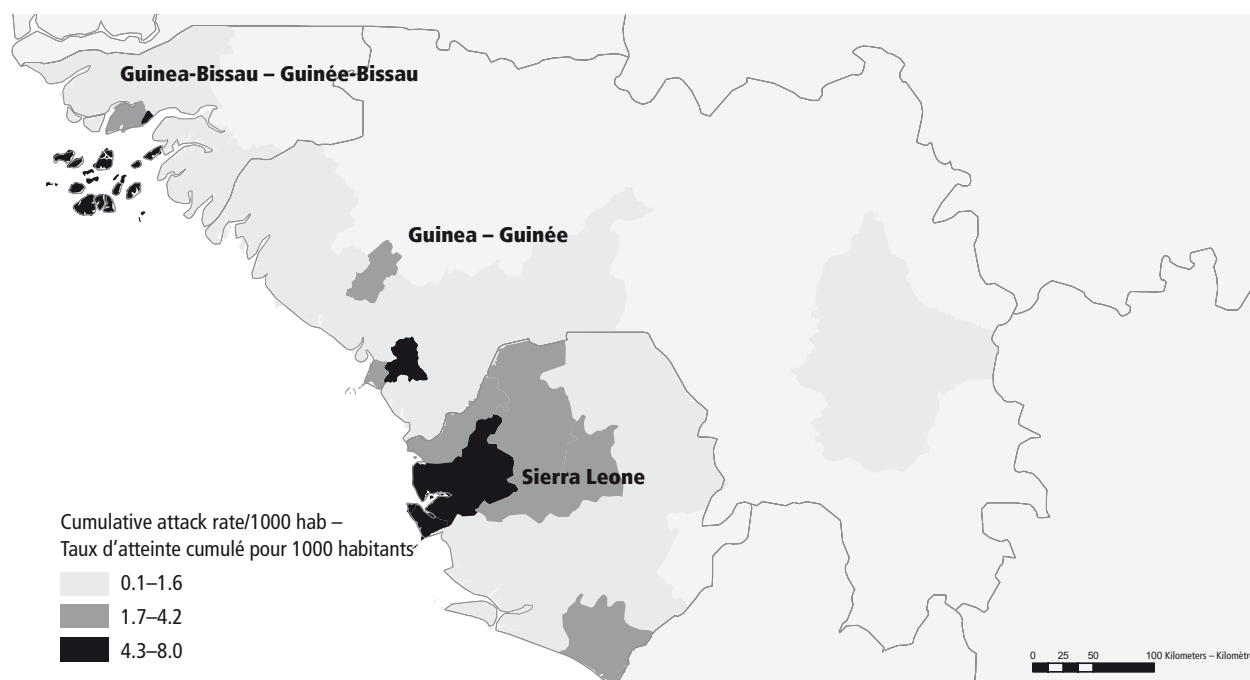 Guinea-Bissau – Guinée-Bissau
Guinea – Guinée
Sierra Leone
Cumulative attack rate/1000 hab –
Taux d'atteinte cumulé pour 1000 habitants
0.1–1.6
1.7–4.2
4.3–8.0
0 25 50 100 Kilometers – Kilomètre